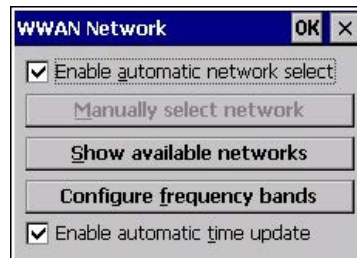 WWAN Network OK ×
Enable automatic network select
Manually select network
Show available networks
Configure frequency bands
Enable automatic time update